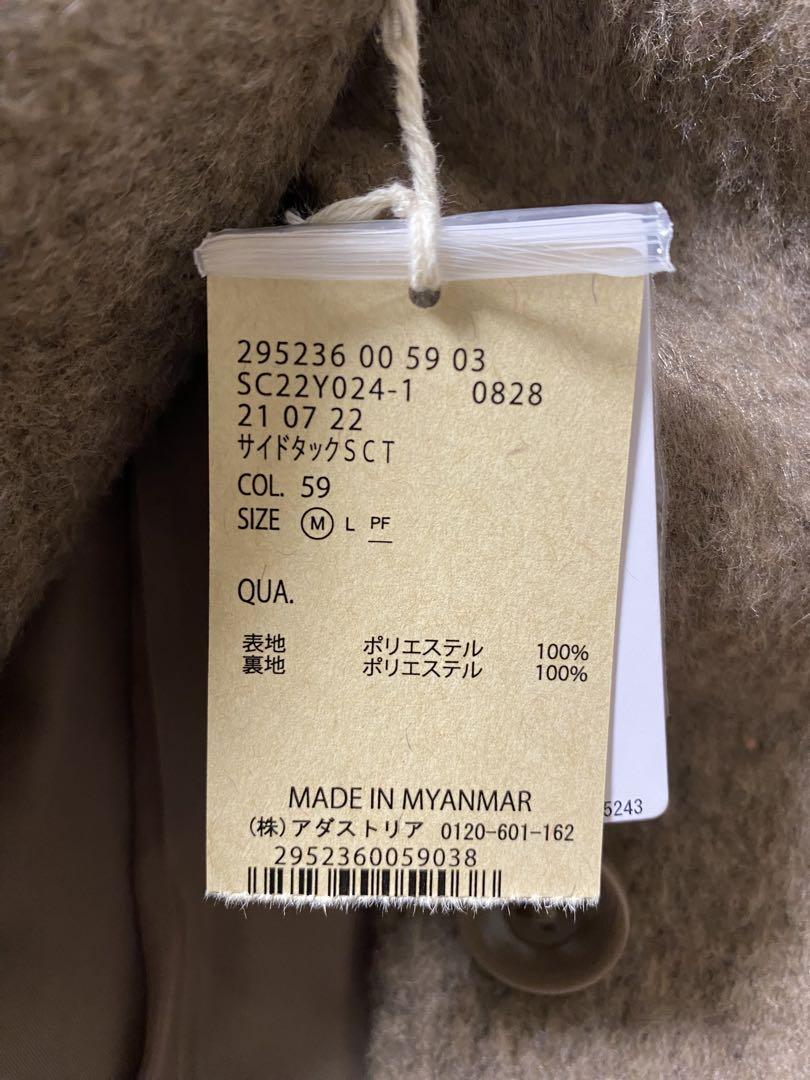 295236 00 59 03
SC22Y024-1 0828
21 07 22
サイドタックSCT
COL. 59
SIZE M L PF
QUA.
表地 ポリエステル 100%
裏地 ポリエステル 100%
MADE IN MYANMAR
(株)アダストリア 0120-601-162
2952360059038
5243